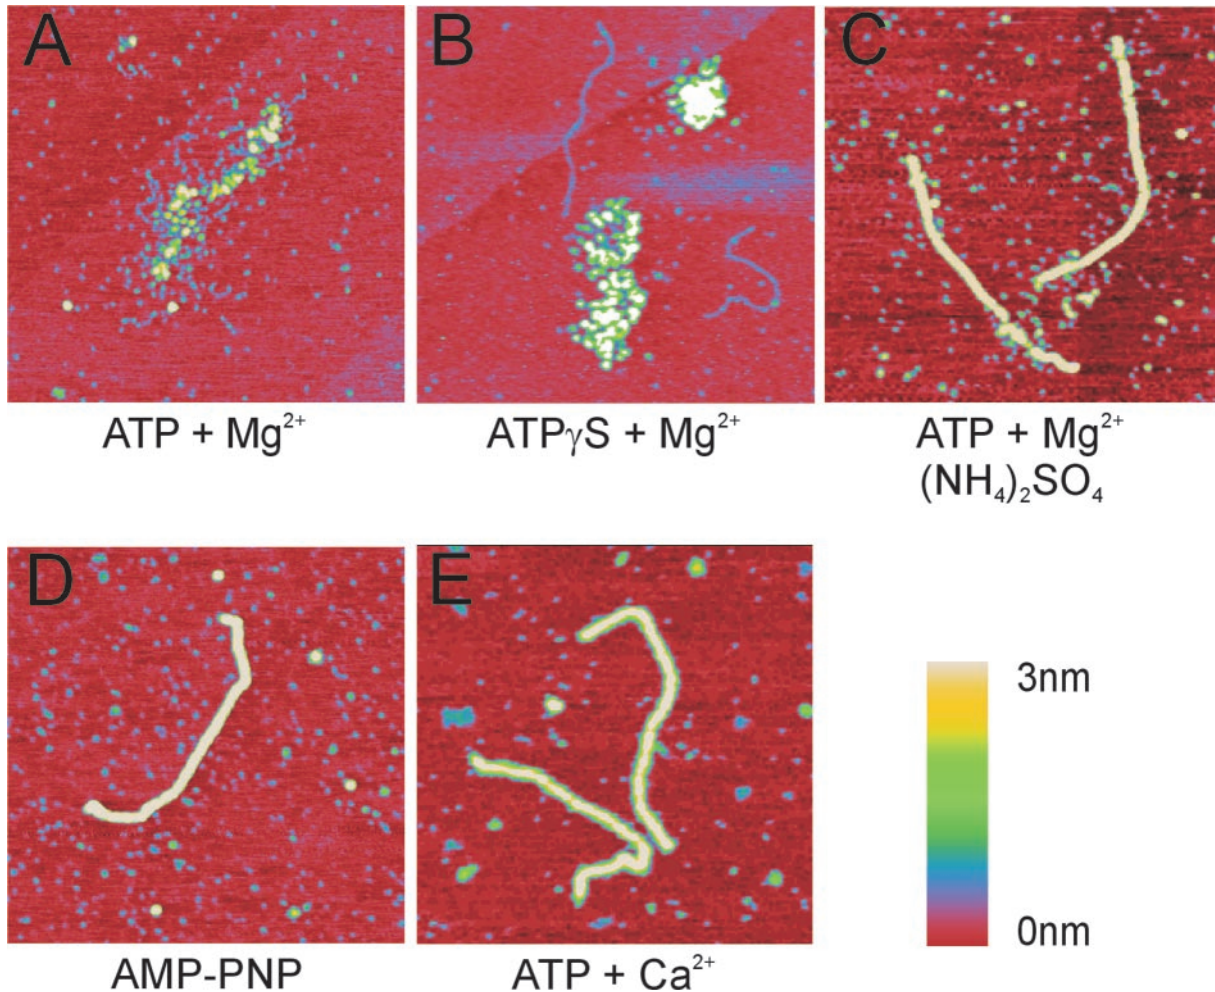 A
B
C
ATP + Mg²⁺
ATPγS + Mg²⁺
ATP + Mg²⁺
(NH₄)₂SO₄
D
E
3nm
0nm
AMP-PNP
ATP + Ca²⁺